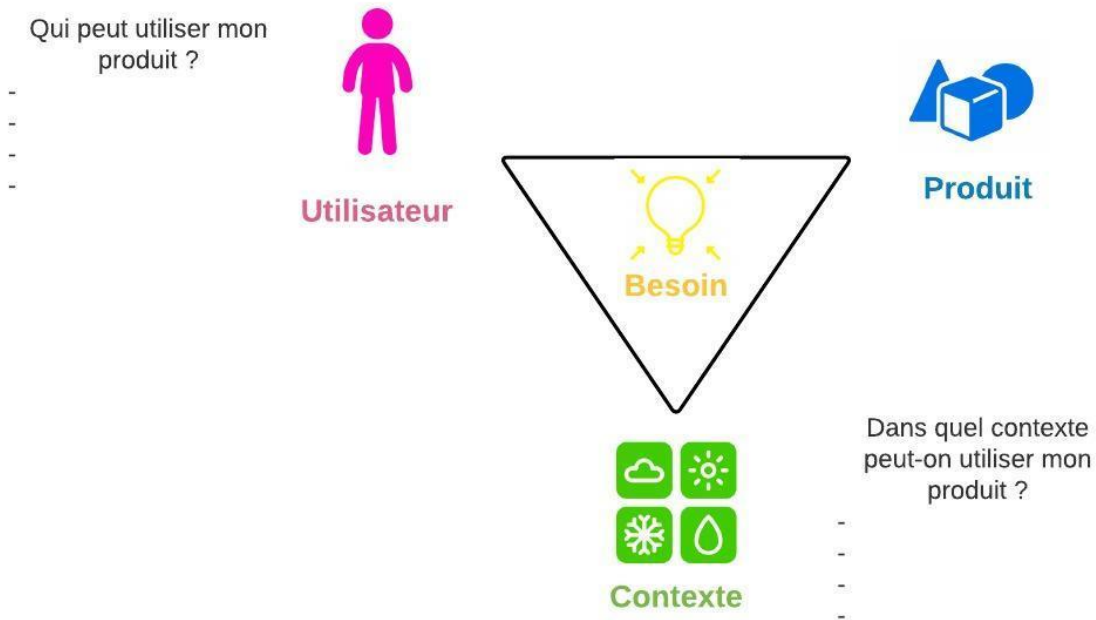 Qui peut utiliser mon
produit ?
-
-
-
-
Utilisateur
Produit
Besoin
Dans quel contexte
peut-on utiliser mon
produit ?
-
-
-
-
Contexte